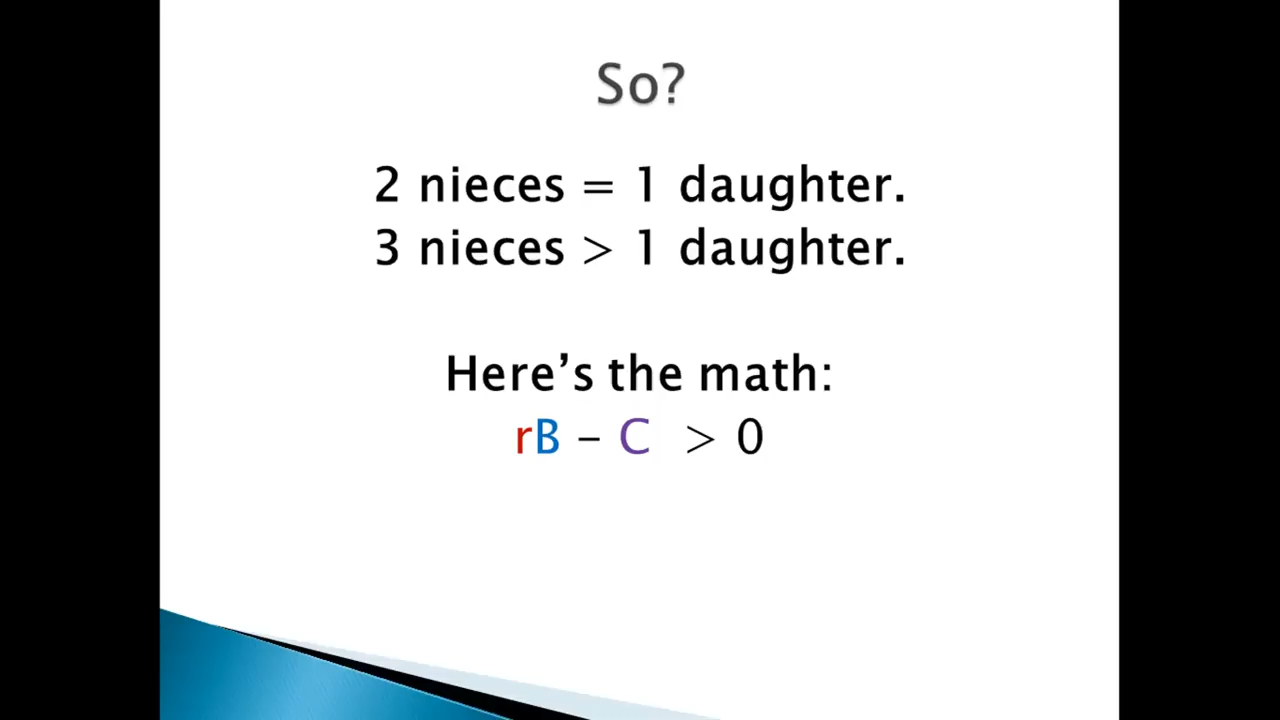 So?
2 nieces = 1 daughter.
3 nieces > 1 daughter.
Here’s the math:
rB – C > 0